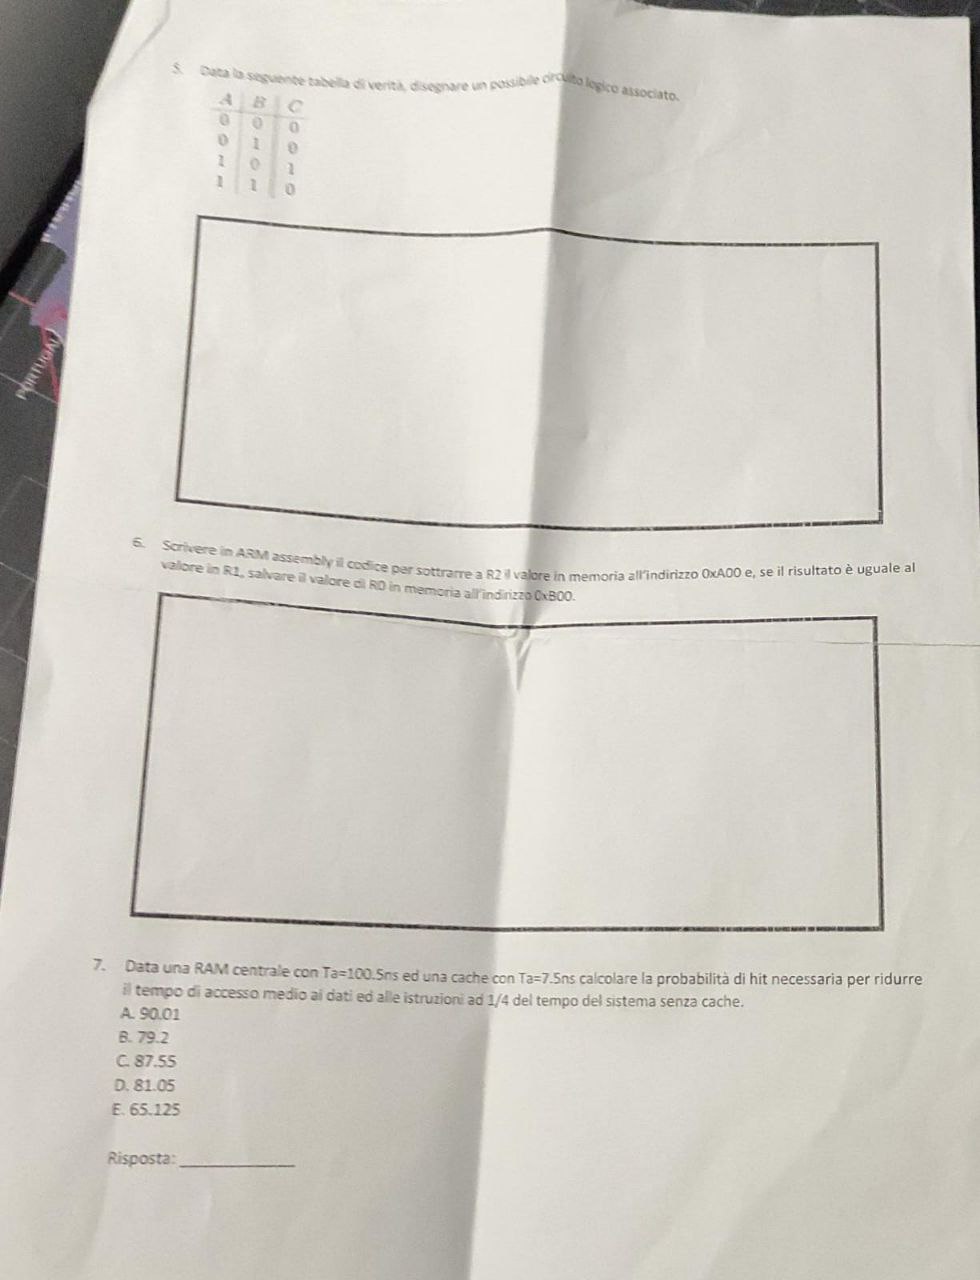 5. Data la seguente tabella di verità, disegnare un possibile circuito logico associato.
A B C
0 0 0
0 1 0
1 0 1
1 1 0
6. Scrivere in ARM assembly il codice per sottrarre a R2 il valore in memoria all'indirizzo 0xA00 e, se il risultato è uguale al
valore in R1, salvare il valore di R0 in memoria all'indirizzo 0xB00.
7. Data una RAM centrale con Ta=100.5ns ed una cache con Ta=7.5ns calcolare la probabilità di hit necessaria per ridurre
il tempo di accesso medio ai dati ed alle istruzioni ad 1/4 del tempo del sistema senza cache.
A. 90.01
B. 79.2
C. 87.55
D. 81.05
E. 65.125
Risposta:
PORTUGAL